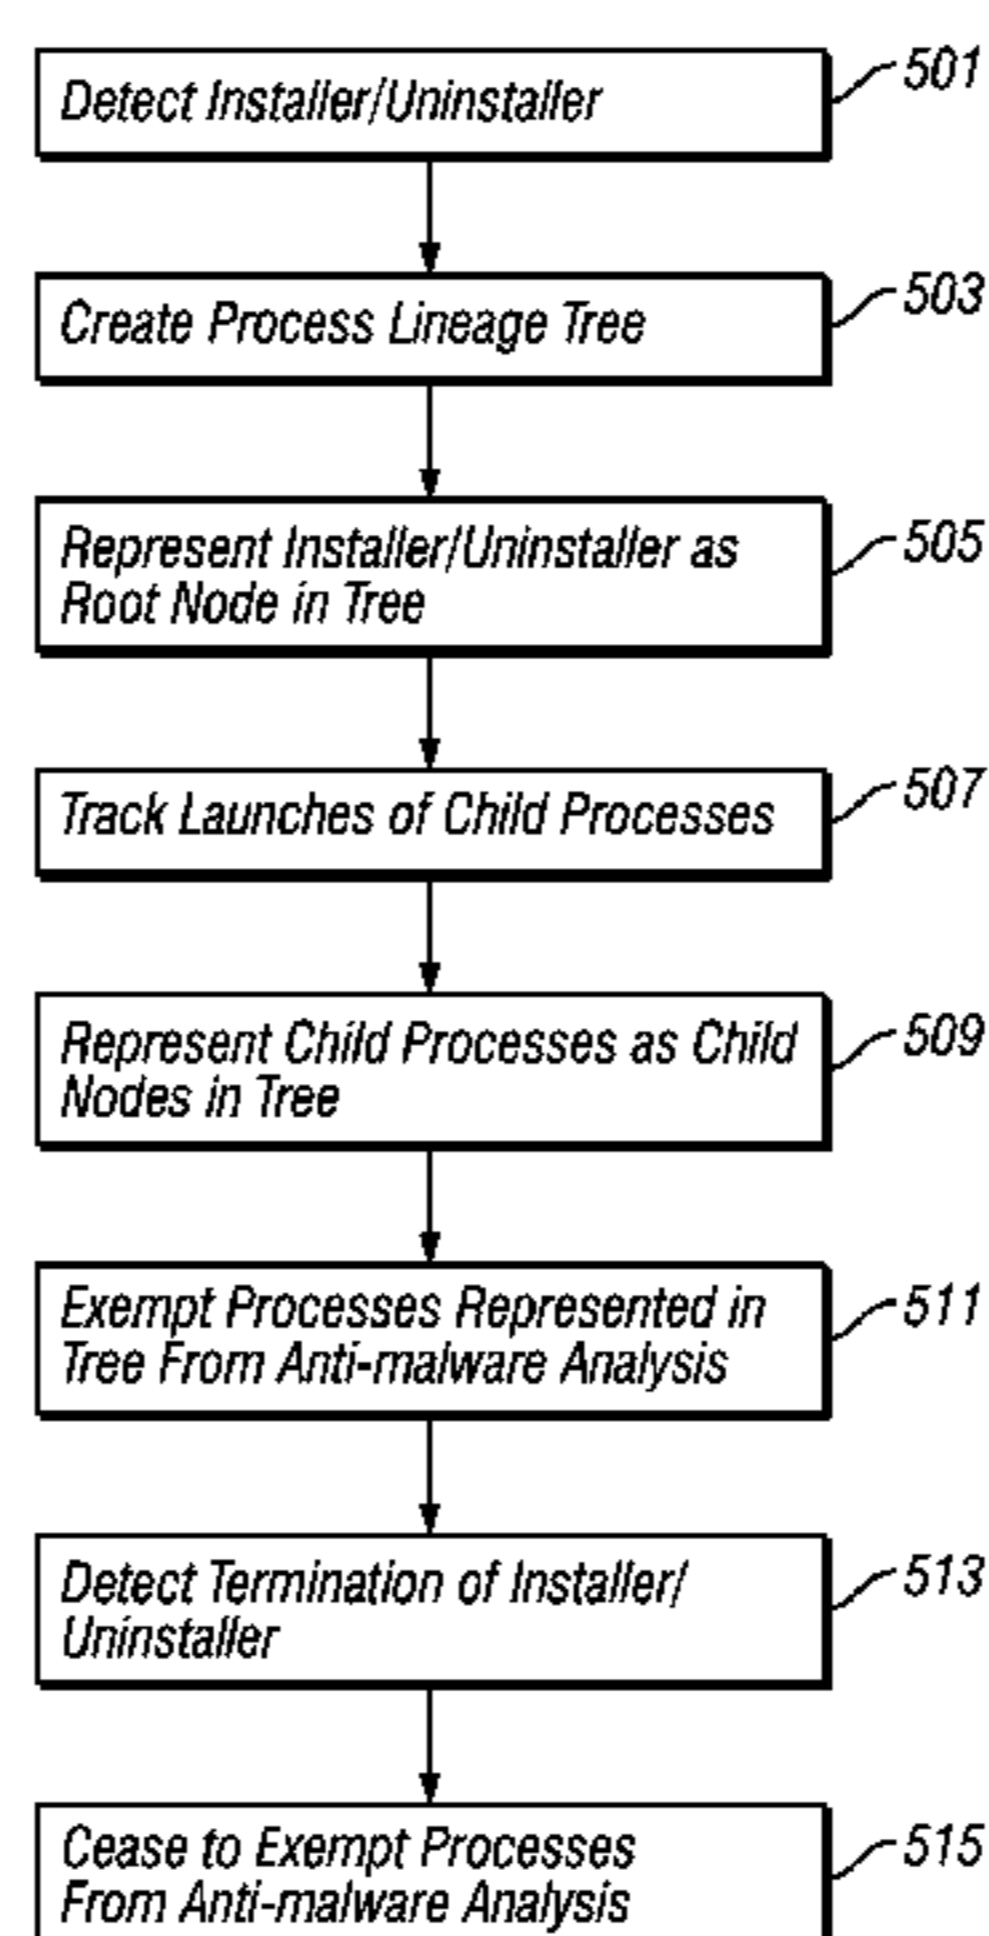 Detect Installer/Uninstaller
501
Create Process Lineage Tree
503
Represent Installer/Uninstaller as
Root Node in Tree
505
Track Launches of Child Processes
507
Represent Child Processes as Child
Nodes in Tree
509
Exempt Processes Represented in
Tree From Anti-malware Analysis
511
Detect Termination of Installer/
Uninstaller
513
Cease to Exempt Processes
From Anti-malware Analysis
515